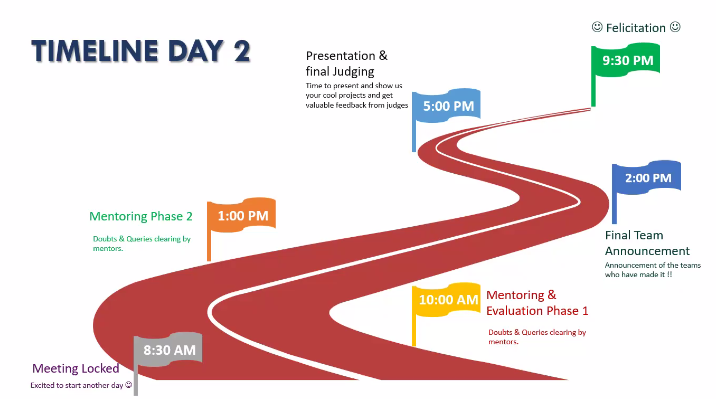 TIMELINE DAY 2
☺ Felicitation ☺
9:30 PM
Presentation &
final Judging
Time to present and show us
your cool projects and get
valuable feedback from judges
5:00 PM
2:00 PM
Final Team
Announcement
Announcement of the teams
who have made it !!
Mentoring Phase 2
Doubts & Queries clearing by
mentors.
1:00 PM
10:00 AM
Mentoring &
Evaluation Phase 1
Doubts & Queries clearing by
mentors.
8:30 AM
Meeting Locked
Excited to start another day ☺